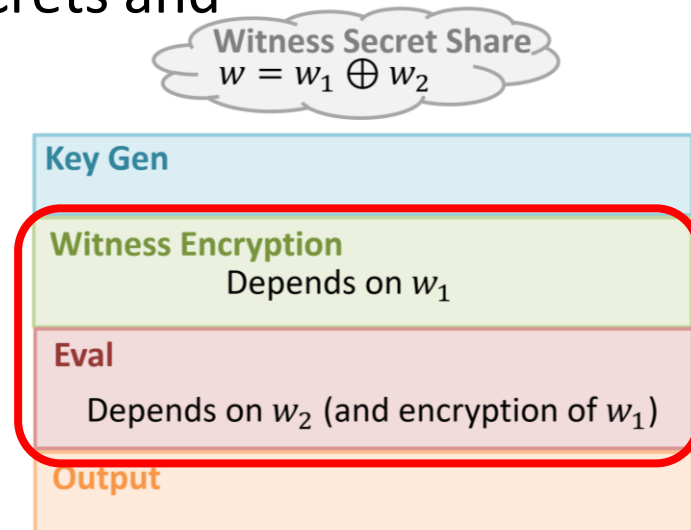 and
Witness Secret Share
w = w₁ ⊕ w₂
Key Gen
Witness Encryption
Depends on w₁
Eval
Depends on w₂ (and encryption of w₁)
Output